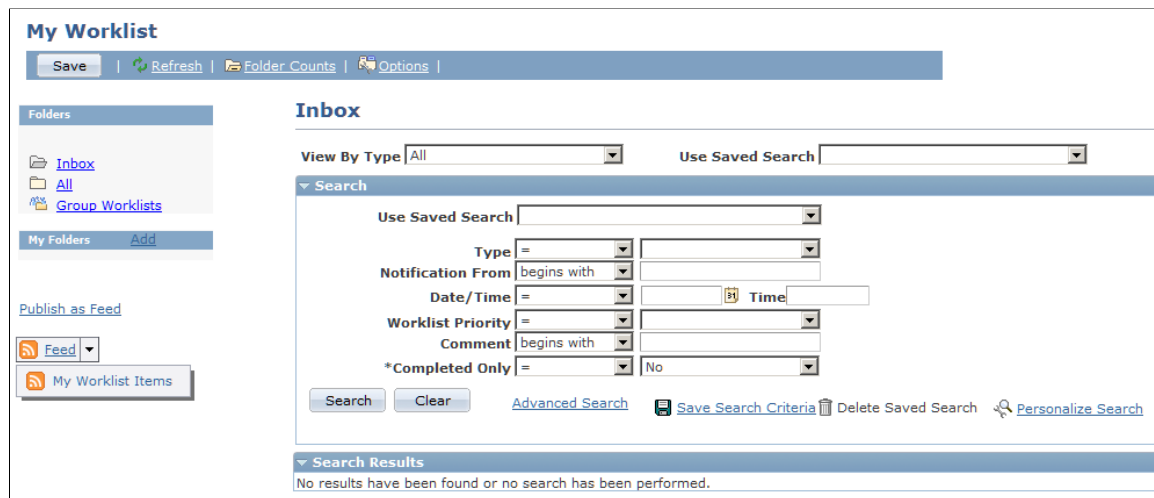 My Worklist
Save | Refresh | Folder Counts | Options |
Folders
Inbox
All
Group Worklists
My Folders Add
Publish as Feed
Feed
My Worklist Items
Inbox
View By Type All Use Saved Search
Search
Use Saved Search
Type =
Notification From begins with
Date/Time = 31 Time
Worklist Priority =
Comment begins with
*Completed Only = No
Search Clear Advanced Search Save Search Criteria Delete Saved Search Personalize Search
Search Results
No results have been found or no search has been performed.